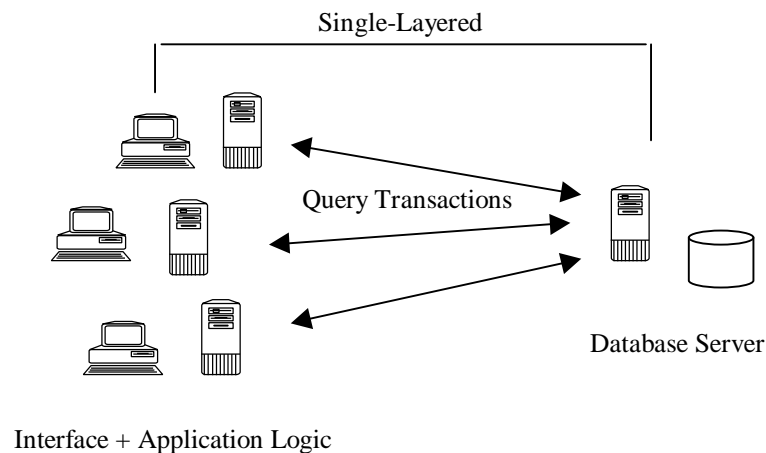 Single-Layered
Query Transactions
Database Server
Interface + Application Logic